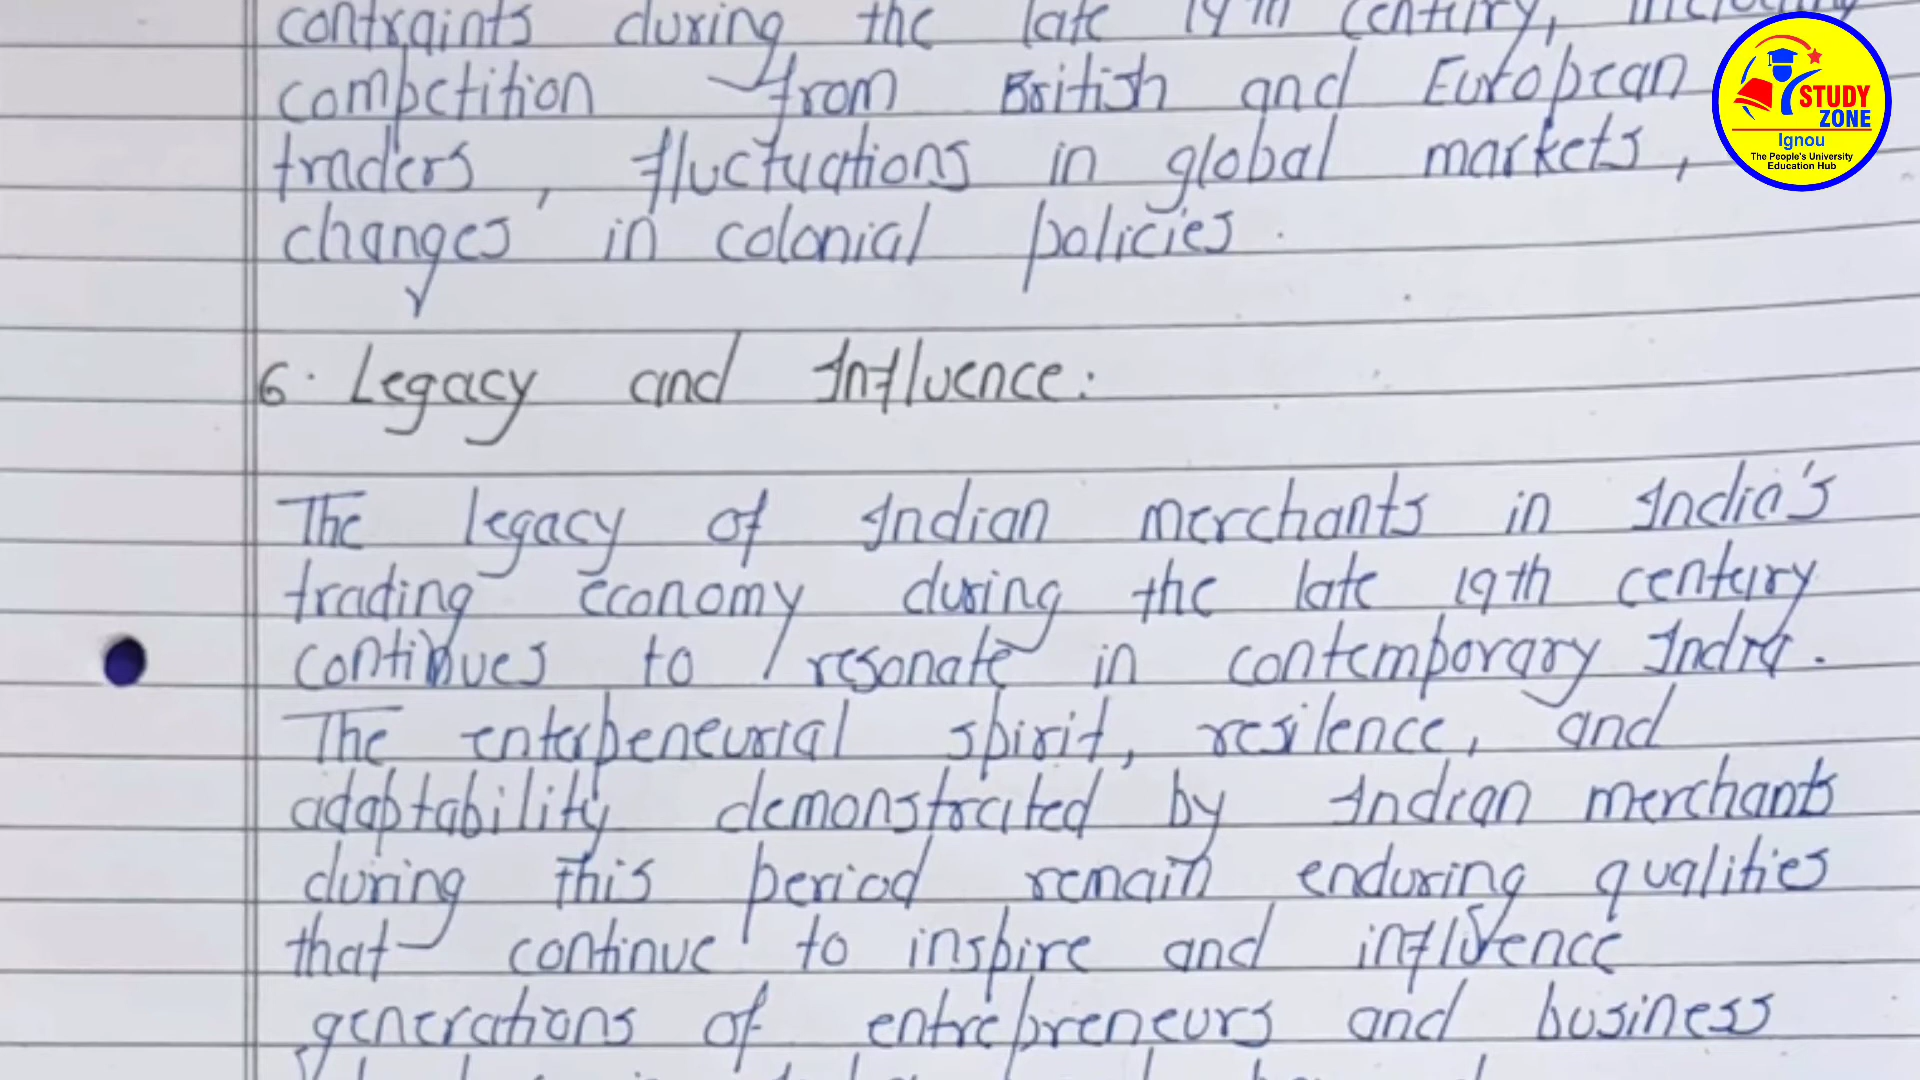 contraints during the late 19th century, including
competition from British and European
traders, fluctuations in global markets,
changes in colonial policies.
6. Legacy and Influence:
The legacy of Indian merchants in India's
trading economy during the late 19th century
continues to resonate in contemporary India.
The enterpeneurial spirit, resilence, and
adaptability demonstrated by Indian merchants
during this period remain enduring qualities
that continue to inspire and influence
generations of entrepreneurs and business
STUDY
ZONE
Ignou
The People's University
Education Hub